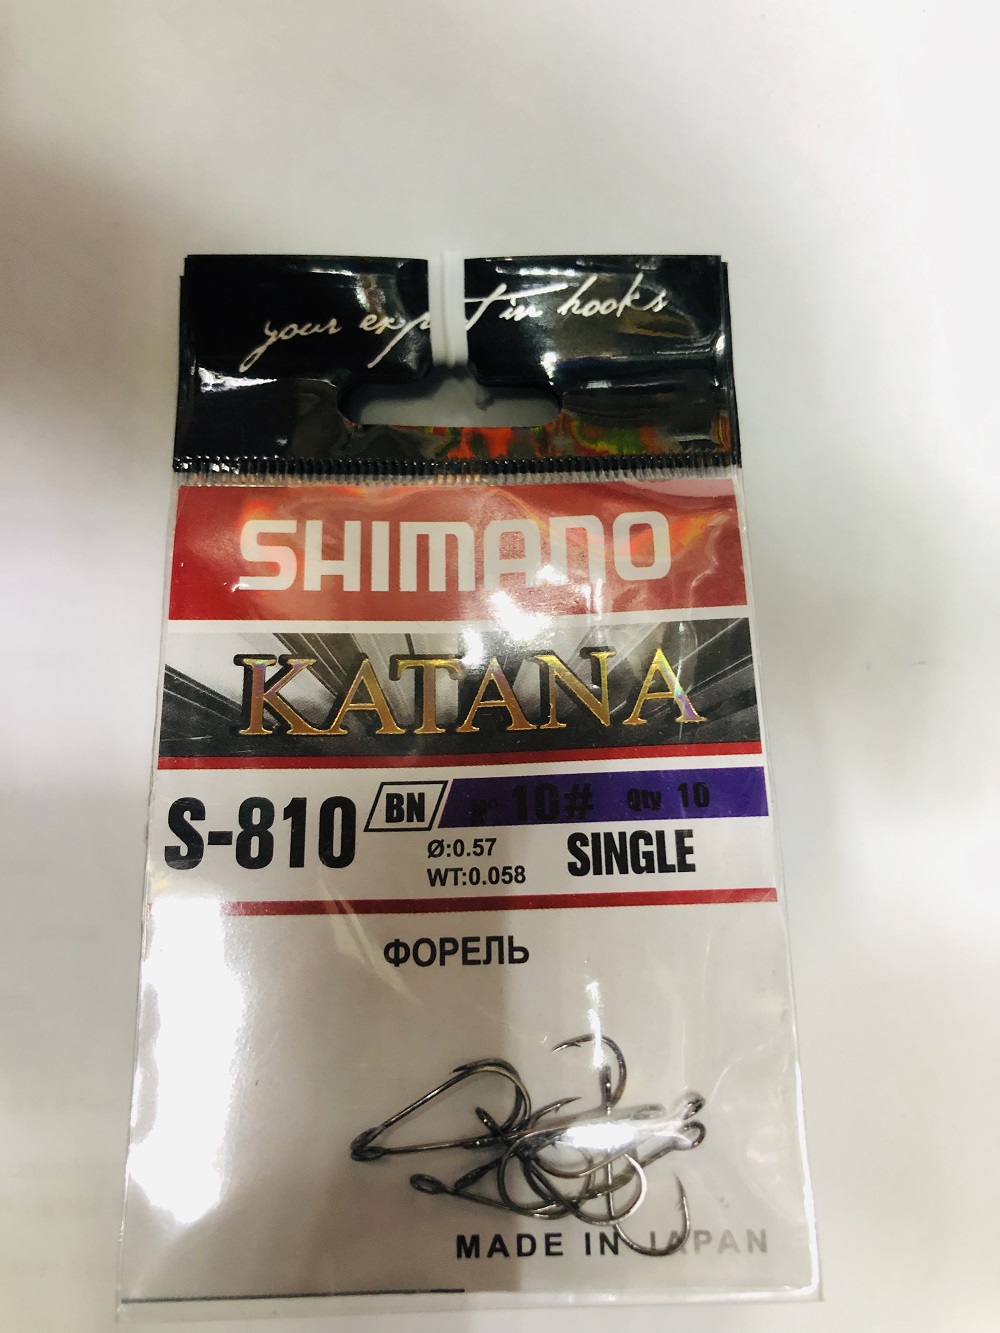 your expert in hooks
SHIMANO
KATANA
S-810 BN № 10# Qty 10
Ø:0.57 SINGLE
WT:0.058
ФОРЕЛЬ
MADE IN JAPAN